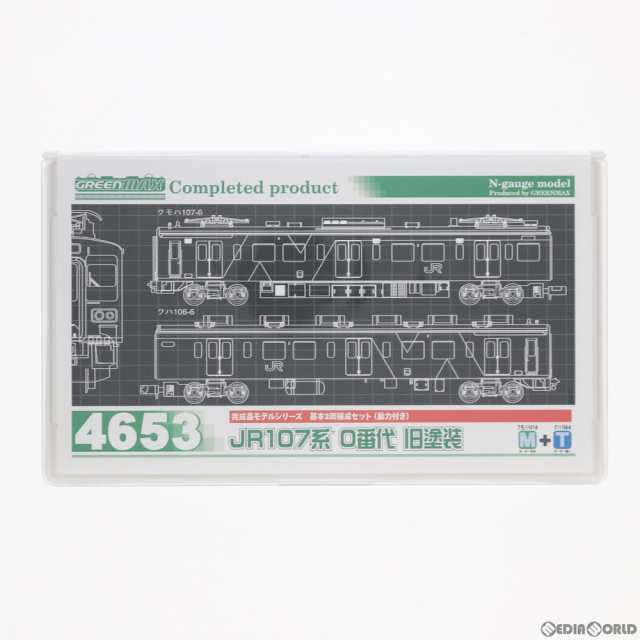 GREENMAX Completed product
N-gauge model
Produced by GREENMAX
クモハ107-6
JR
クハ106-6
JR
完成品モデルシリーズ 基本2両編成セット（動力付き）
4653 JR107系 0番代 旧塗装
M+T
MEDIAWORLD